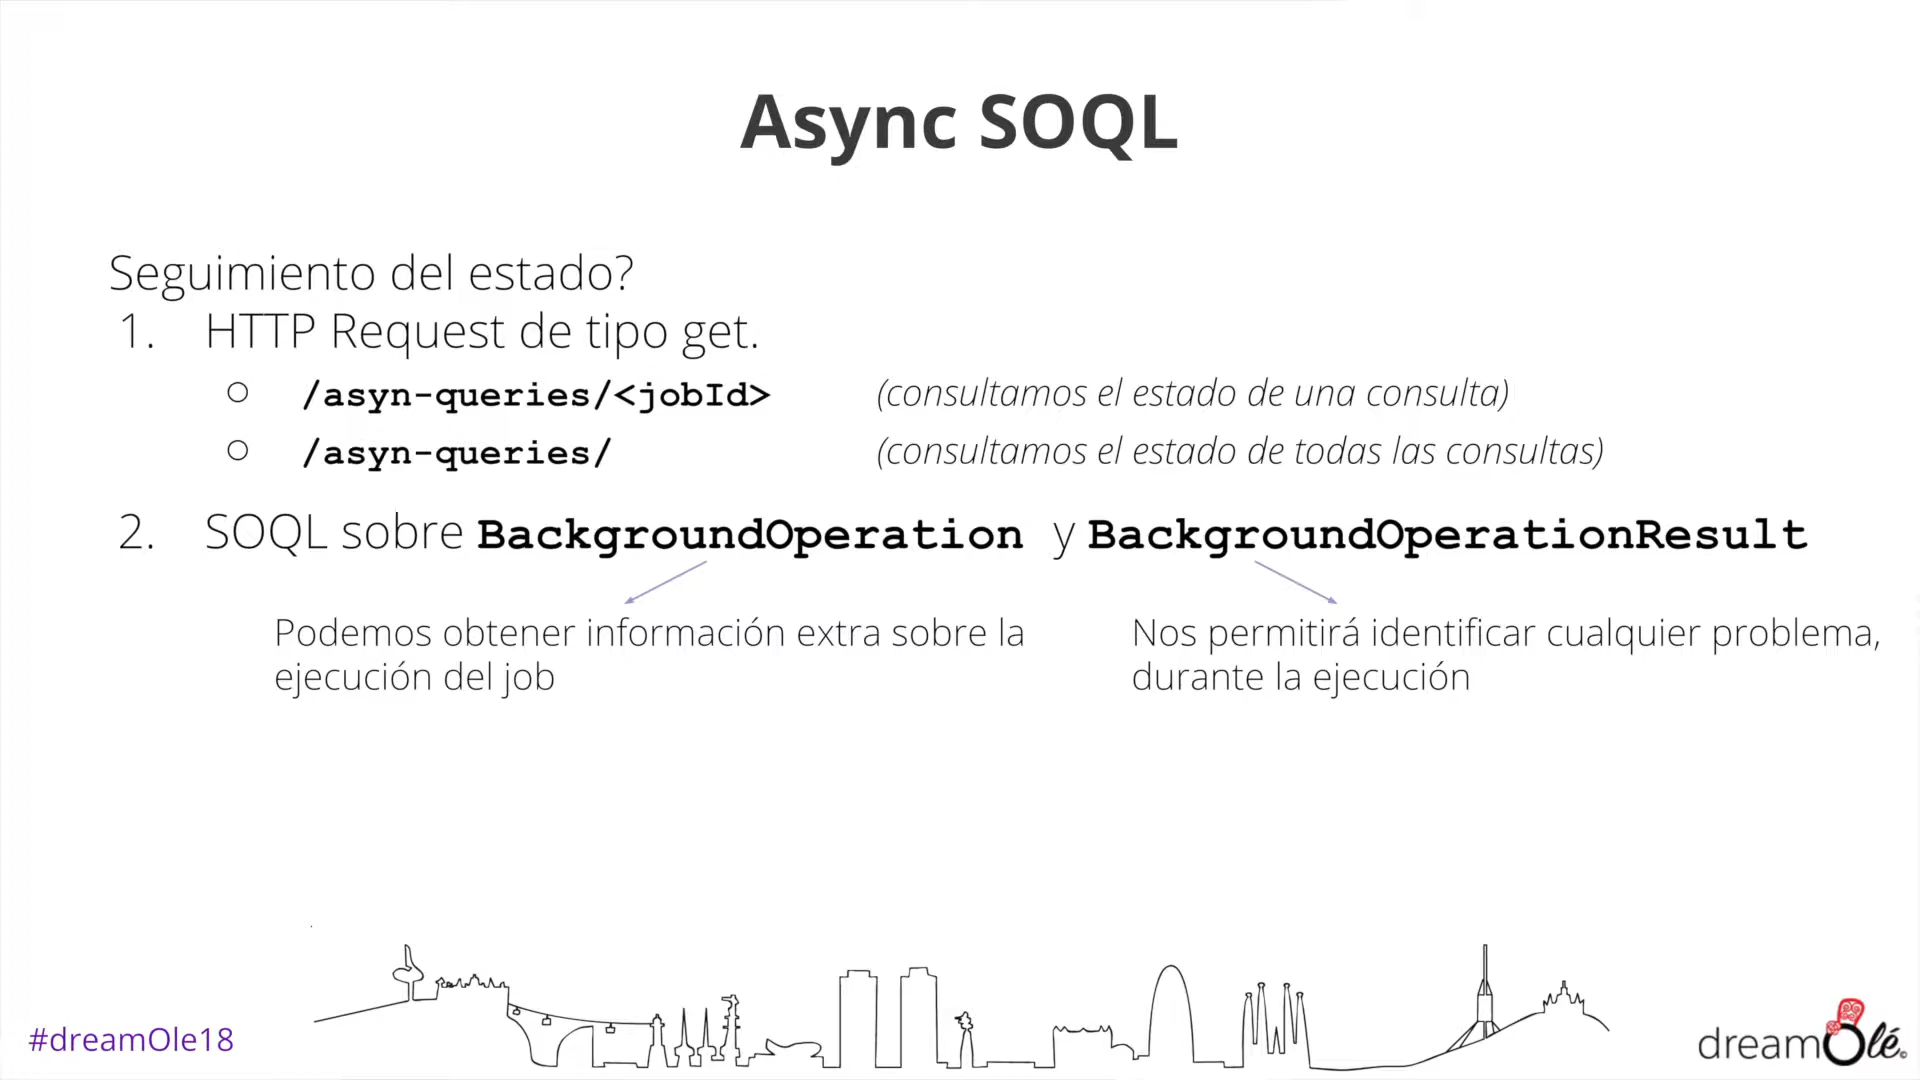 Async SOQL
Seguimiento del estado?
1. HTTP Request de tipo get.
○ /asyn-queries/<jobId> (consultamos el estado de una consulta)
○ /asyn-queries/ (consultamos el estado de todas las consultas)
2. SOQL sobre BackgroundOperation y BackgroundOperationResult
Podemos obtener información extra sobre la
ejecución del job
Nos permitirá identificar cualquier problema,
durante la ejecución
#dreamOle18
dreamOlé